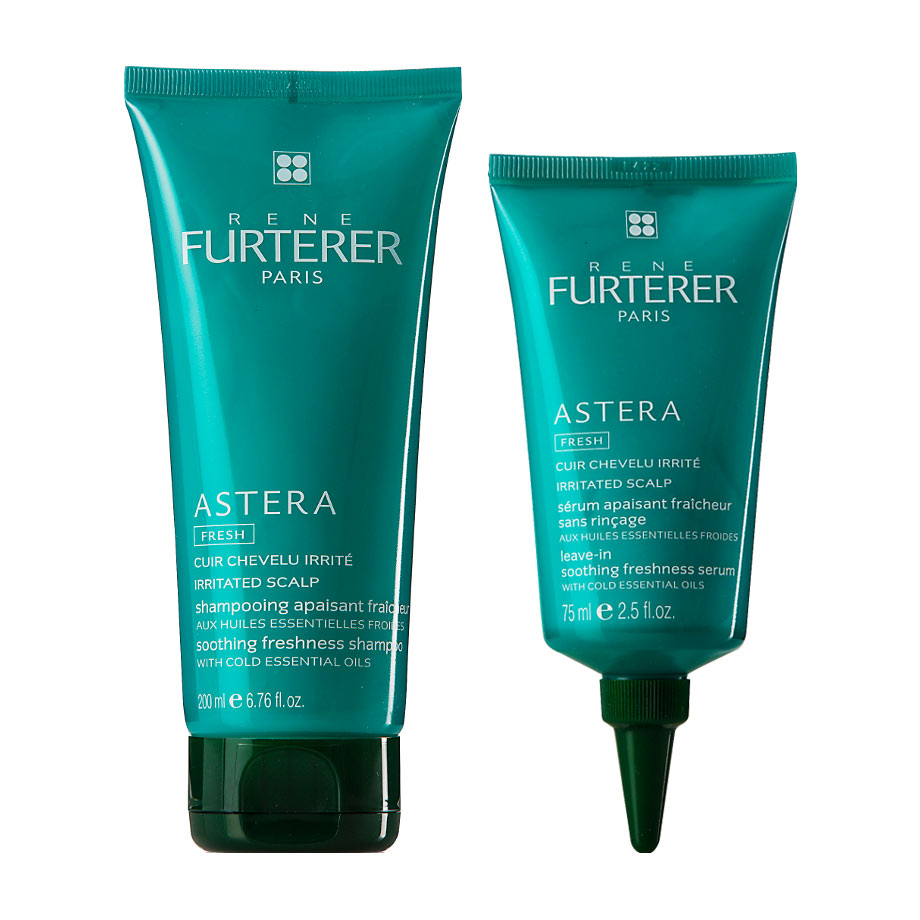 RENE
FURTERER
PARIS
ASTERA
FRESH
CUIR CHEVELU IRRITÉ
IRRITATED SCALP
shampooing apaisant fraîcheur
AUX HUILES ESSENTIELLES FROIDES
soothing freshness shampoo
WITH COLD ESSENTIAL OILS
200 ml e 6.76 fl.oz.
RENE
FURTERER
PARIS
ASTERA
FRESH
CUIR CHEVELU IRRITÉ
IRRITATED SCALP
sérum apaisant fraîcheur
sans rinçage
AUX HUILES ESSENTIELLES FROIDES
leave-in
soothing freshness serum
WITH COLD ESSENTIAL OILS
75 ml e 2.5 fl.oz.